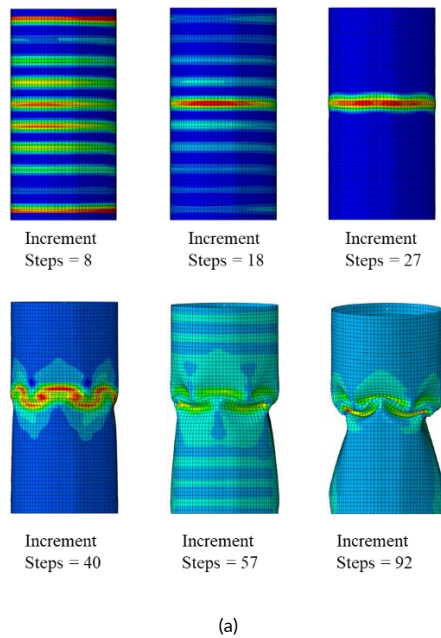 Increment
Steps = 8
Increment
Steps = 18
Increment
Steps = 27
Increment
Steps = 40
Increment
Steps = 57
Increment
Steps = 92
(a)